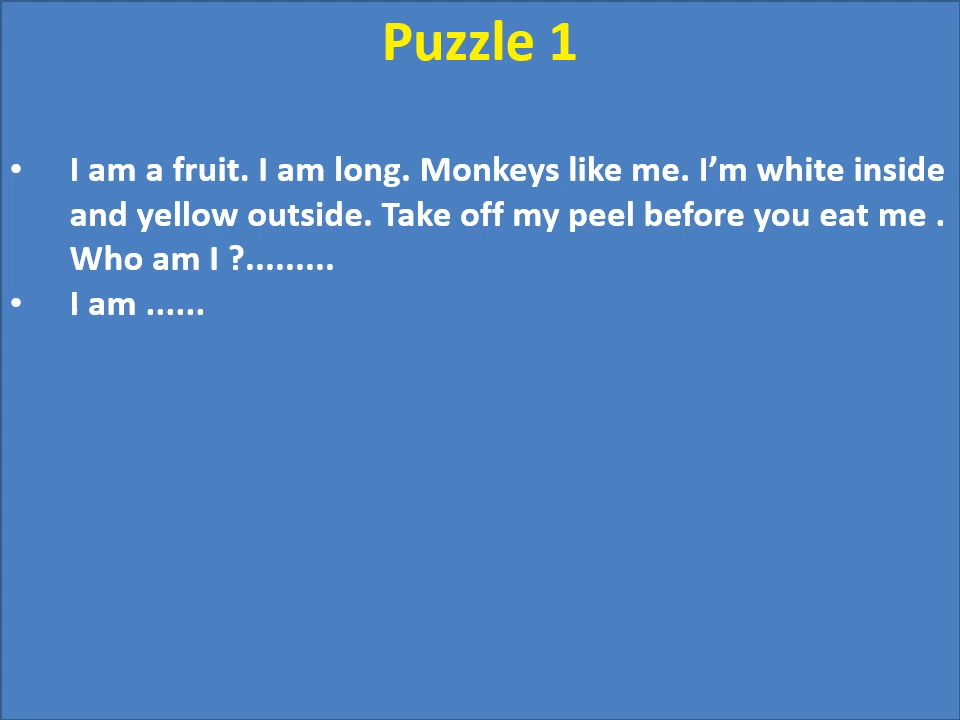 Puzzle 1
• I am a fruit. I am long. Monkeys like me. I’m white inside
and yellow outside. Take off my peel before you eat me .
Who am I ?.........
• I am ......